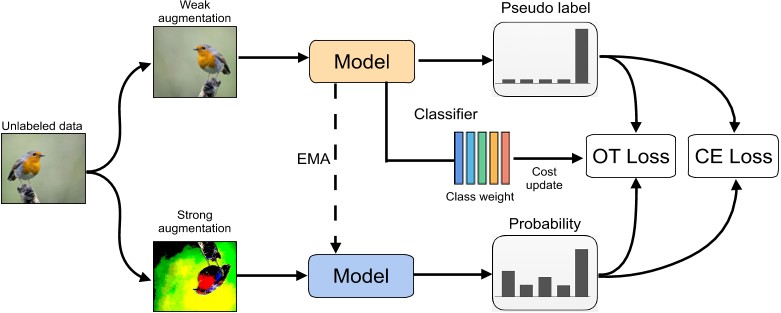 Weak
augmentation
Pseudo label
Model
Classifier
Unlabeled data
EMA
OT Loss
CE Loss
Cost
update
Class weight
Strong
augmentation
Probability
Model